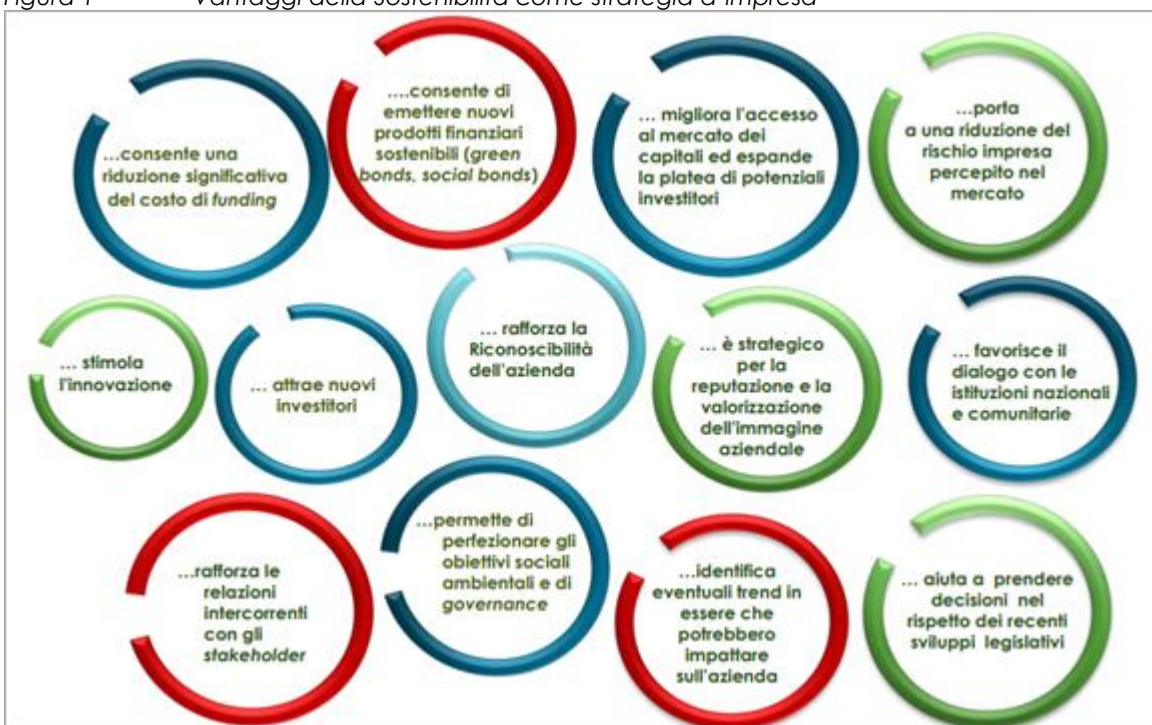 Figura 1 Vantaggi della Sostenibilità come strategia d'impresa
...consente una
riduzione significativa
del costo di funding
....consente di
emettere nuovi
prodotti finanziari
sostenibili (green
bonds, social bonds)
... migliora l'accesso
al mercato dei
capitali ed espande
la platea di potenziali
investitori
...porta
a una riduzione del
rischio impresa
percepito nel
mercato
... stimola
l'innovazione
... attrae nuovi
investitori
... rafforza la
Riconoscibilità
dell'azienda
... è strategico
per la
reputazione e la
valorizzazione
dell'immagine
aziendale
... favorisce il
dialogo con le
istituzioni nazionali
e comunitarie
...rafforza le
relazioni
intercorrenti
con gli
stakeholder
...permette di
perfezionare gli
obiettivi sociali
ambientali e di
governance
...identifica
eventuali trend in
essere che
potrebbero
impattare
sull'azienda
... aiuta a prendere
decisioni nel
rispetto dei recenti
sviluppi legislativi